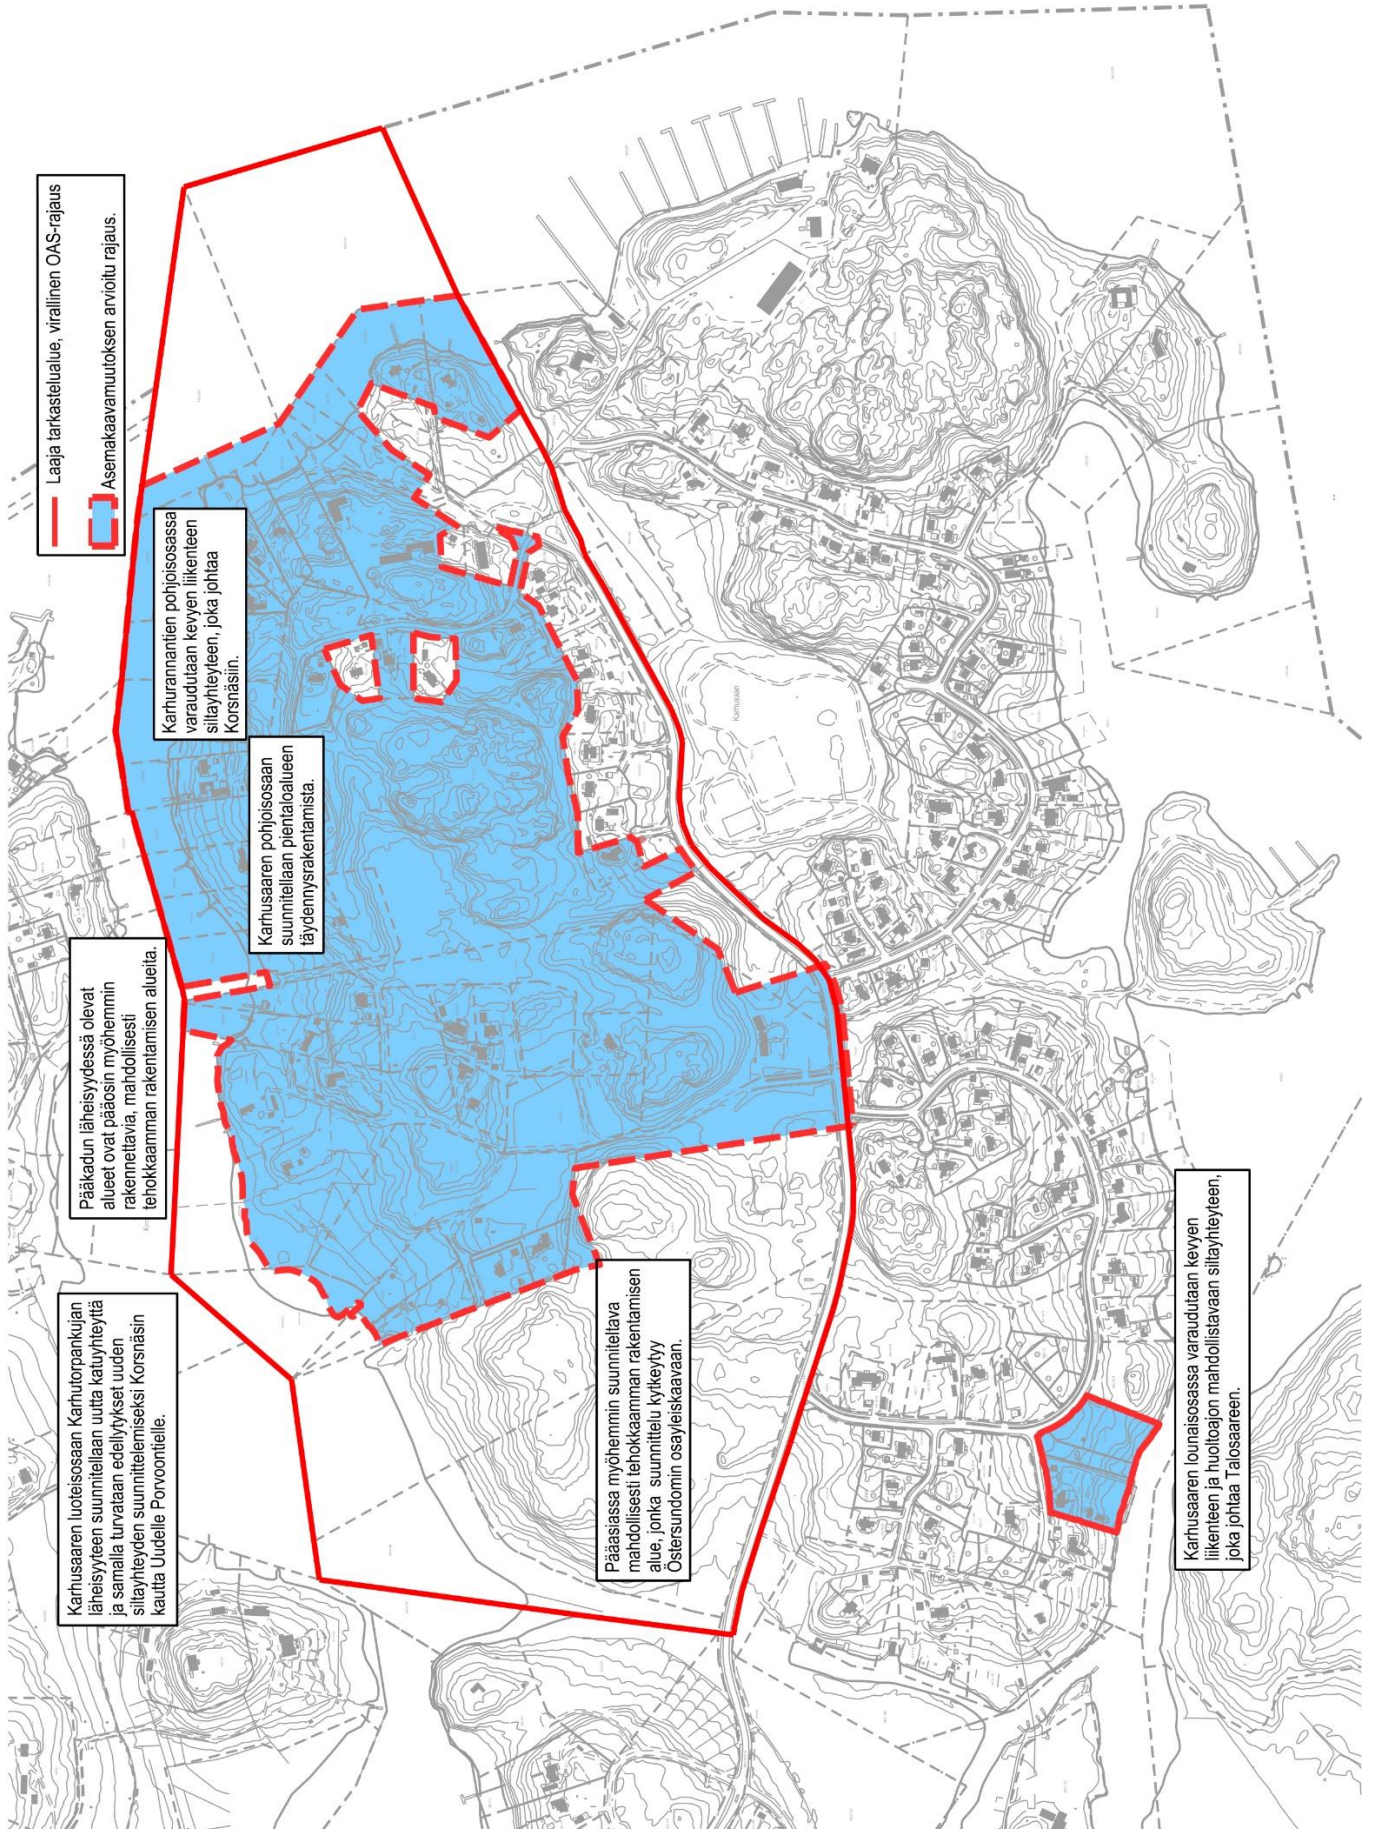 Laaja tarkastelualue, virallinen OAS-rajaus
Asemakaavamuutoksen arvioitu rajaus.
Karhusaaren luoteisosaan Karhutorpankujan
läheisyyteen suunnitellaan uutta katuyhteyttä
ja samalla turvataan edellytykset uuden
siltayhteyden suunnittelemiseksi Korsnäsin
kautta Uudelle Porvoontielle.
Pääkadun läheisyydessä olevat
alueet ovat pääosin myöhemmin
rakennettavia, mahdollisesti
tehokkaamman rakentamisen alueita.
Karhusaaren pohjoisosaan
suunnitellaan pientaloalueen
täydennysrakentamista.
Karhurannantien pohjoisosassa
varaudutaan kevyen liikenteen
siltayhteyteen, joka johtaa
Korsnäsiin.
Pääasiassa myöhemmin suunniteltava
mahdollisesti tehokkaamman rakentamisen
alue, jonka suunnittelu kytkeytyy
Östersundomin osayleiskaavaan.
Karhusaari
Karhusaaren lounaisosassa varaudutaan kevyen
liikenteen ja huoltoajon mahdollistavaan siltayhteyteen,
joka johtaa Talosaareen.